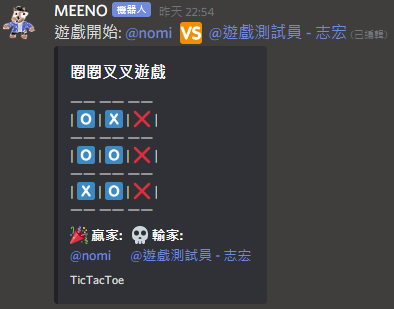 MEENO 機器人 昨天 22:54
遊戲開始: @nomi VS @遊戲測試員 - 志宏 (已編輯)
圈圈叉叉遊戲
—— —— ——
| O | X | ❌ |
—— —— ——
| O | O | ❌ |
—— —— ——
| X | O | ❌ |
—— —— ——
🎉 贏家: 💀 輸家:
@nomi @遊戲測試員 - 志宏
TicTacToe